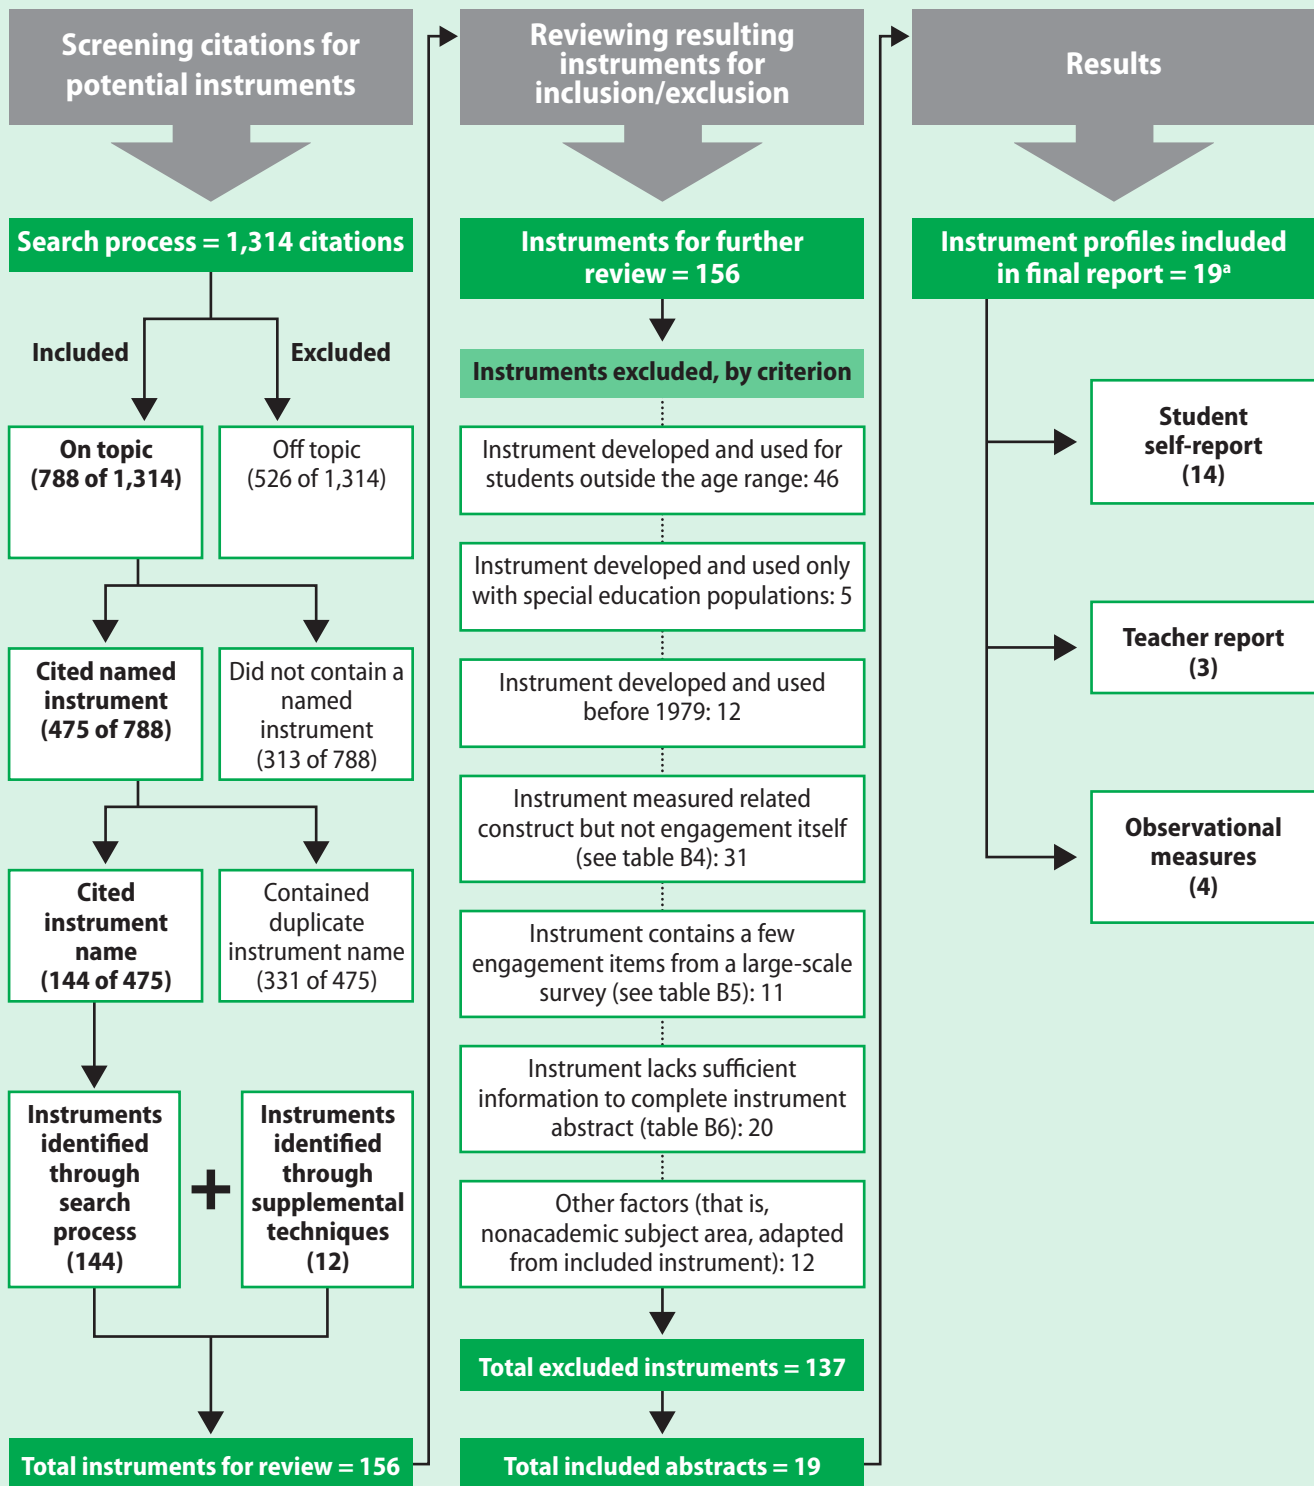 Screening citations for
potential instruments
Search process = 1,314 citations
Included
Excluded
On topic
(788 of 1,314)
Off topic
(526 of 1,314)
Cited named
instrument
(475 of 788)
Did not contain a
named
instrument
(313 of 788)
Cited
instrument
name
(144 of 475)
Contained
duplicate
instrument name
(331 of 475)
Instruments
identified
through
search
process
(144)
+
Instruments
identified
through
supplemental
techniques
(12)
Total instruments for review = 156
Reviewing resulting
instruments for
inclusion/exclusion
Instruments for further
review = 156
Instruments excluded, by criterion
Instrument developed and used for
students outside the age range: 46
Instrument developed and used only
with special education populations: 5
Instrument developed and used
before 1979: 12
Instrument measured related
construct but not engagement itself
(see table B4): 31
Instrument contains a few
engagement items from a large-scale
survey (see table B5): 11
Instrument lacks sufficient
information to complete instrument
abstract (table B6): 20
Other factors (that is,
nonacademic subject area, adapted
from included instrument): 12
Total excluded instruments = 137
Total included abstracts = 19
Results
Instrument profiles included
in final report = 19ª
Student
self-report
(14)
Teacher report
(3)
Observational
measures
(4)